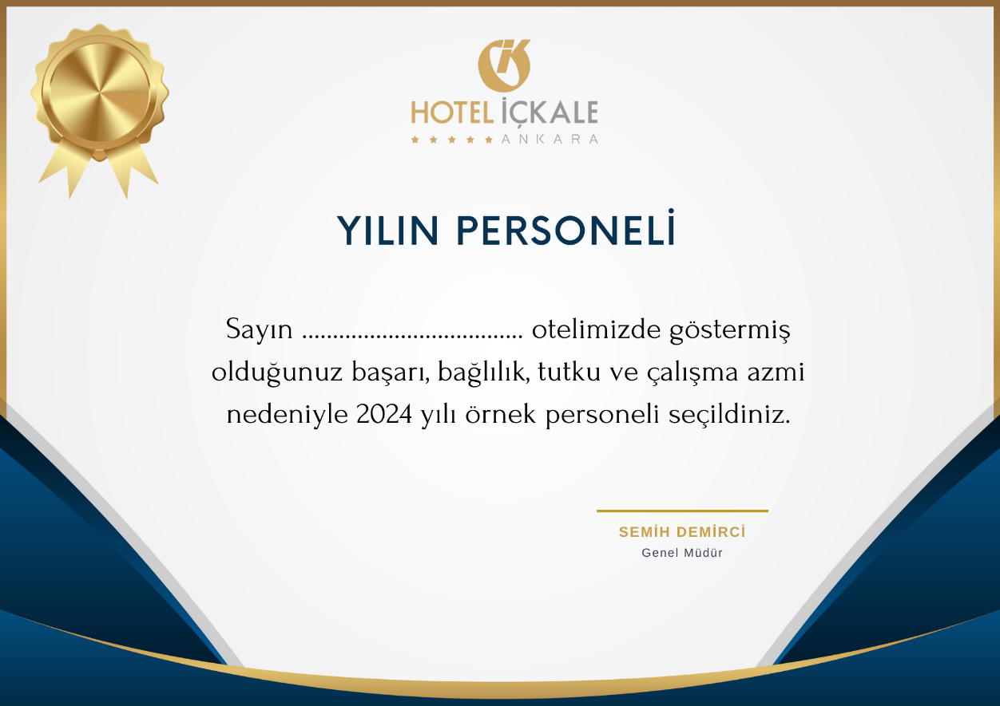 HOTEL İÇKALE
ANKARA
YILIN PERSONELİ
Sayın .................................... otelimizde göstermiş
olduğunuz başarı, bağlılık, tutku ve çalışma azmi
nedeniyle 2024 yılı örnek personeli seçildiniz.
SEMİH DEMİRCİ
Genel Müdür